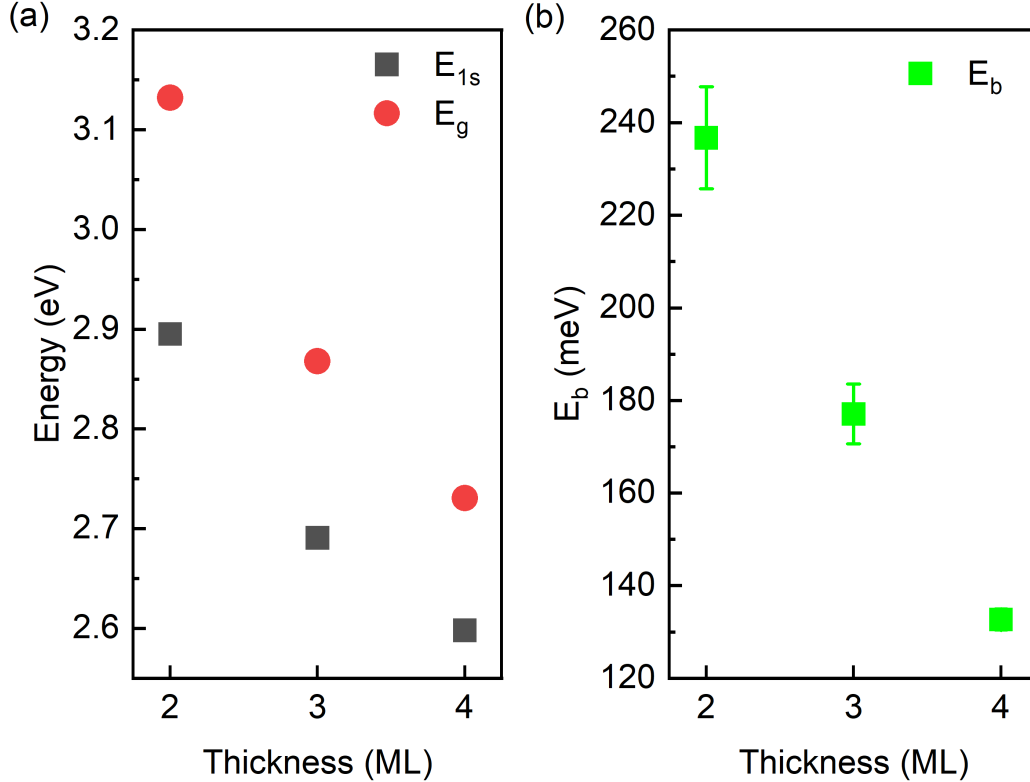 (a)
3.2
3.1
3.0
2.9
2.8
2.7
2.6
Energy (eV)
E1s
Eg
2 3 4
Thickness (ML)
(b)
260
240
220
200
180
160
140
120
Eb (meV)
Eb
2 3 4
Thickness (ML)